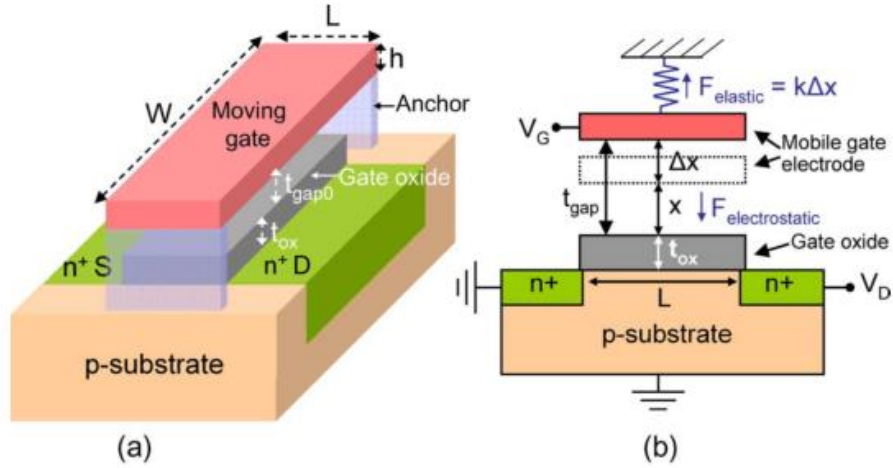 L
h
W
Moving gate
Anchor
t_gap0
Gate oxide
t_ox
n⁺ S
n⁺ D
p-substrate
(a)
F_elastic = kΔx
V_G
Mobile gate electrode
Δx
t_gap
x
F_electrostatic
Gate oxide
t_ox
n+
L
n+
V_D
p-substrate
(b)